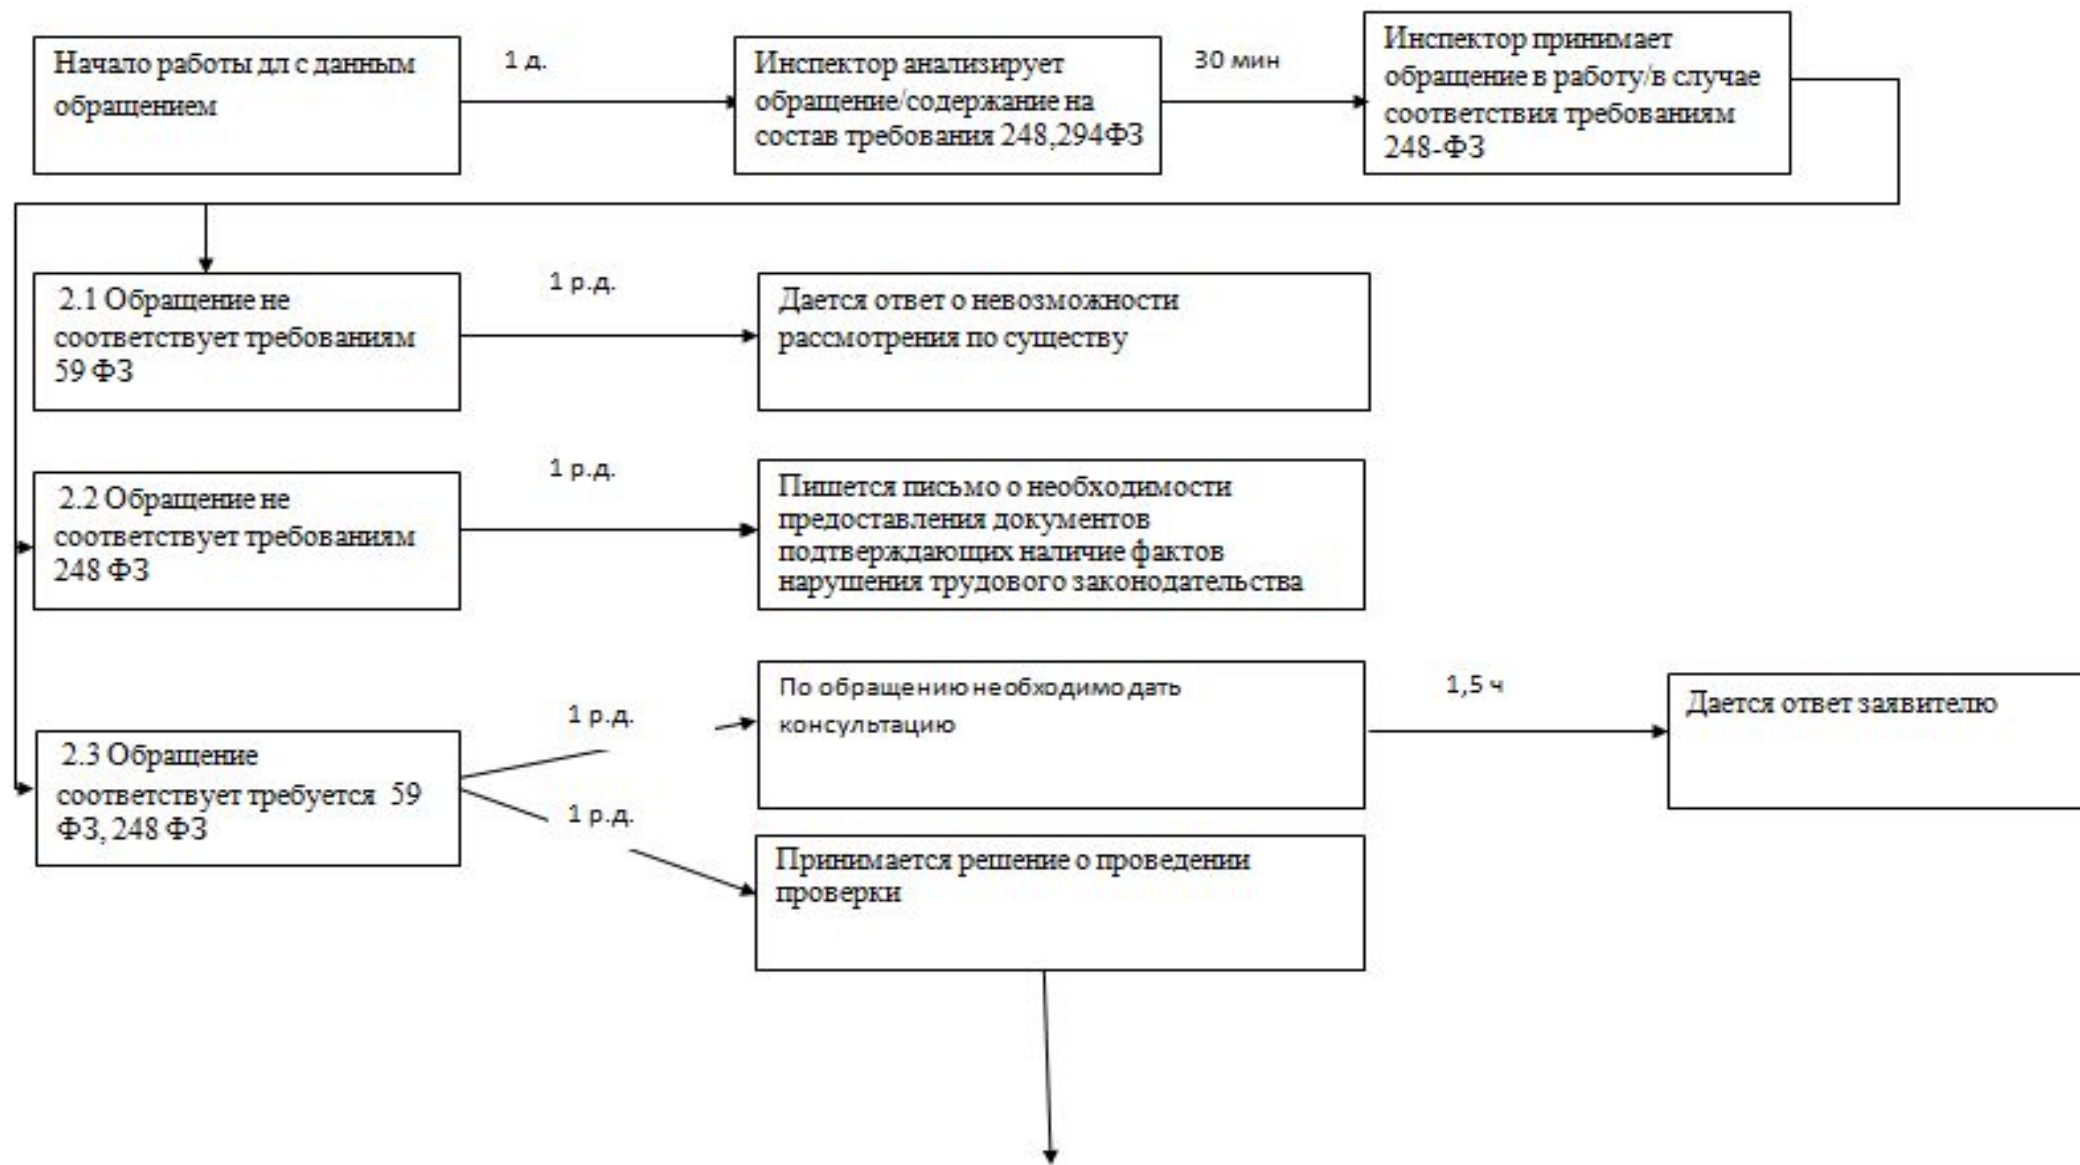 Начало работы дл с данным
обращением
1 д.
Инспектор анализирует
обращение/содержание на
состав требования 248,294ФЗ
30 мин
Инспектор принимает
обращение в работу/в случае
соответствия требованиям
248-ФЗ
2.1 Обращение не
соответствует требованиям
59 ФЗ
1 р.д.
Дается ответ о невозможности
рассмотрения по существу
2.2 Обращение не
соответствует требованиям
248 ФЗ
1 р.д.
Пишется письмо о необходимости
предоставления документов
подтверждающих наличие фактов
нарушения трудового законодательства
2.3 Обращение
соответствует требуется 59
ФЗ, 248 ФЗ
1 р.д.
По обращению необходимо дать
консультацию
1,5 ч
Дается ответ заявителю
1 р.д.
Принимается решение о проведении
проверки